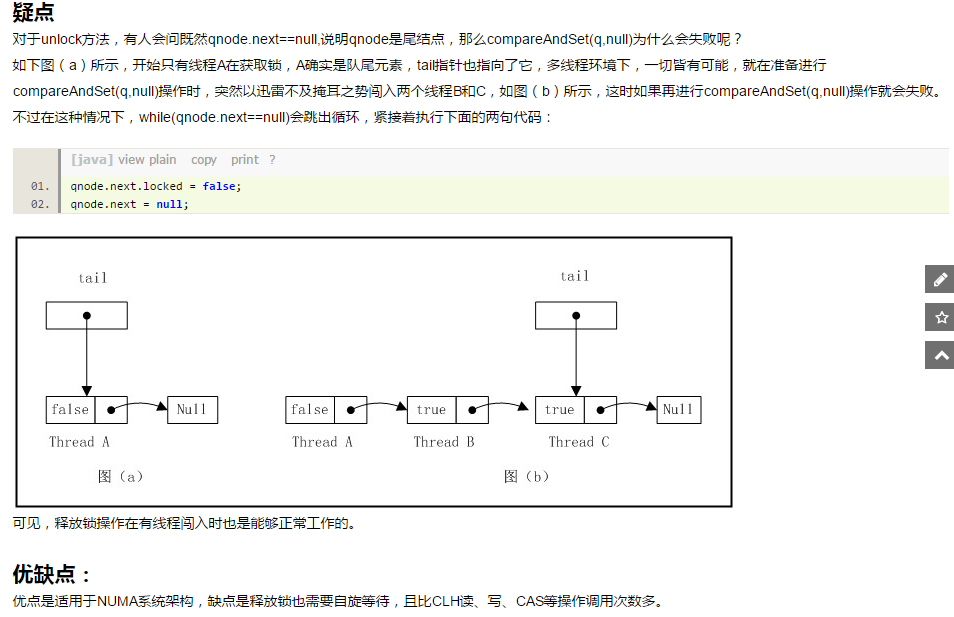 疑点
对于unlock方法，有人会问既然qnode.next==null,说明qnode是尾结点，那么compareAndSet(q,null)为什么会失败呢？
如下图（a）所示，开始只有线程A在获取锁，A确实是队尾元素，tail指针也指向了它，多线程环境下，一切皆有可能，就在准备进行
compareAndSet(q,null)操作时，突然以迅雷不及掩耳之势闯入两个线程B和C，如图（b）所示，这时如果再进行compareAndSet(q,null)操作就会失败。
不过在这种情况下，while(qnode.next==null)会跳出循环，紧接着执行下面的两句代码：
[java] view plain copy print ?
01. qnode.next.locked = false;
02. qnode.next = null;
tail tail
false Null false true true Null
Thread A Thread A Thread B Thread C
图（a） 图（b）
可见，释放锁操作在有线程闯入时也是能够正常工作的。
优缺点：
优点是适用于NUMA系统架构，缺点是释放锁也需要自旋等待，且比CLH读、写、CAS等操作调用次数多。